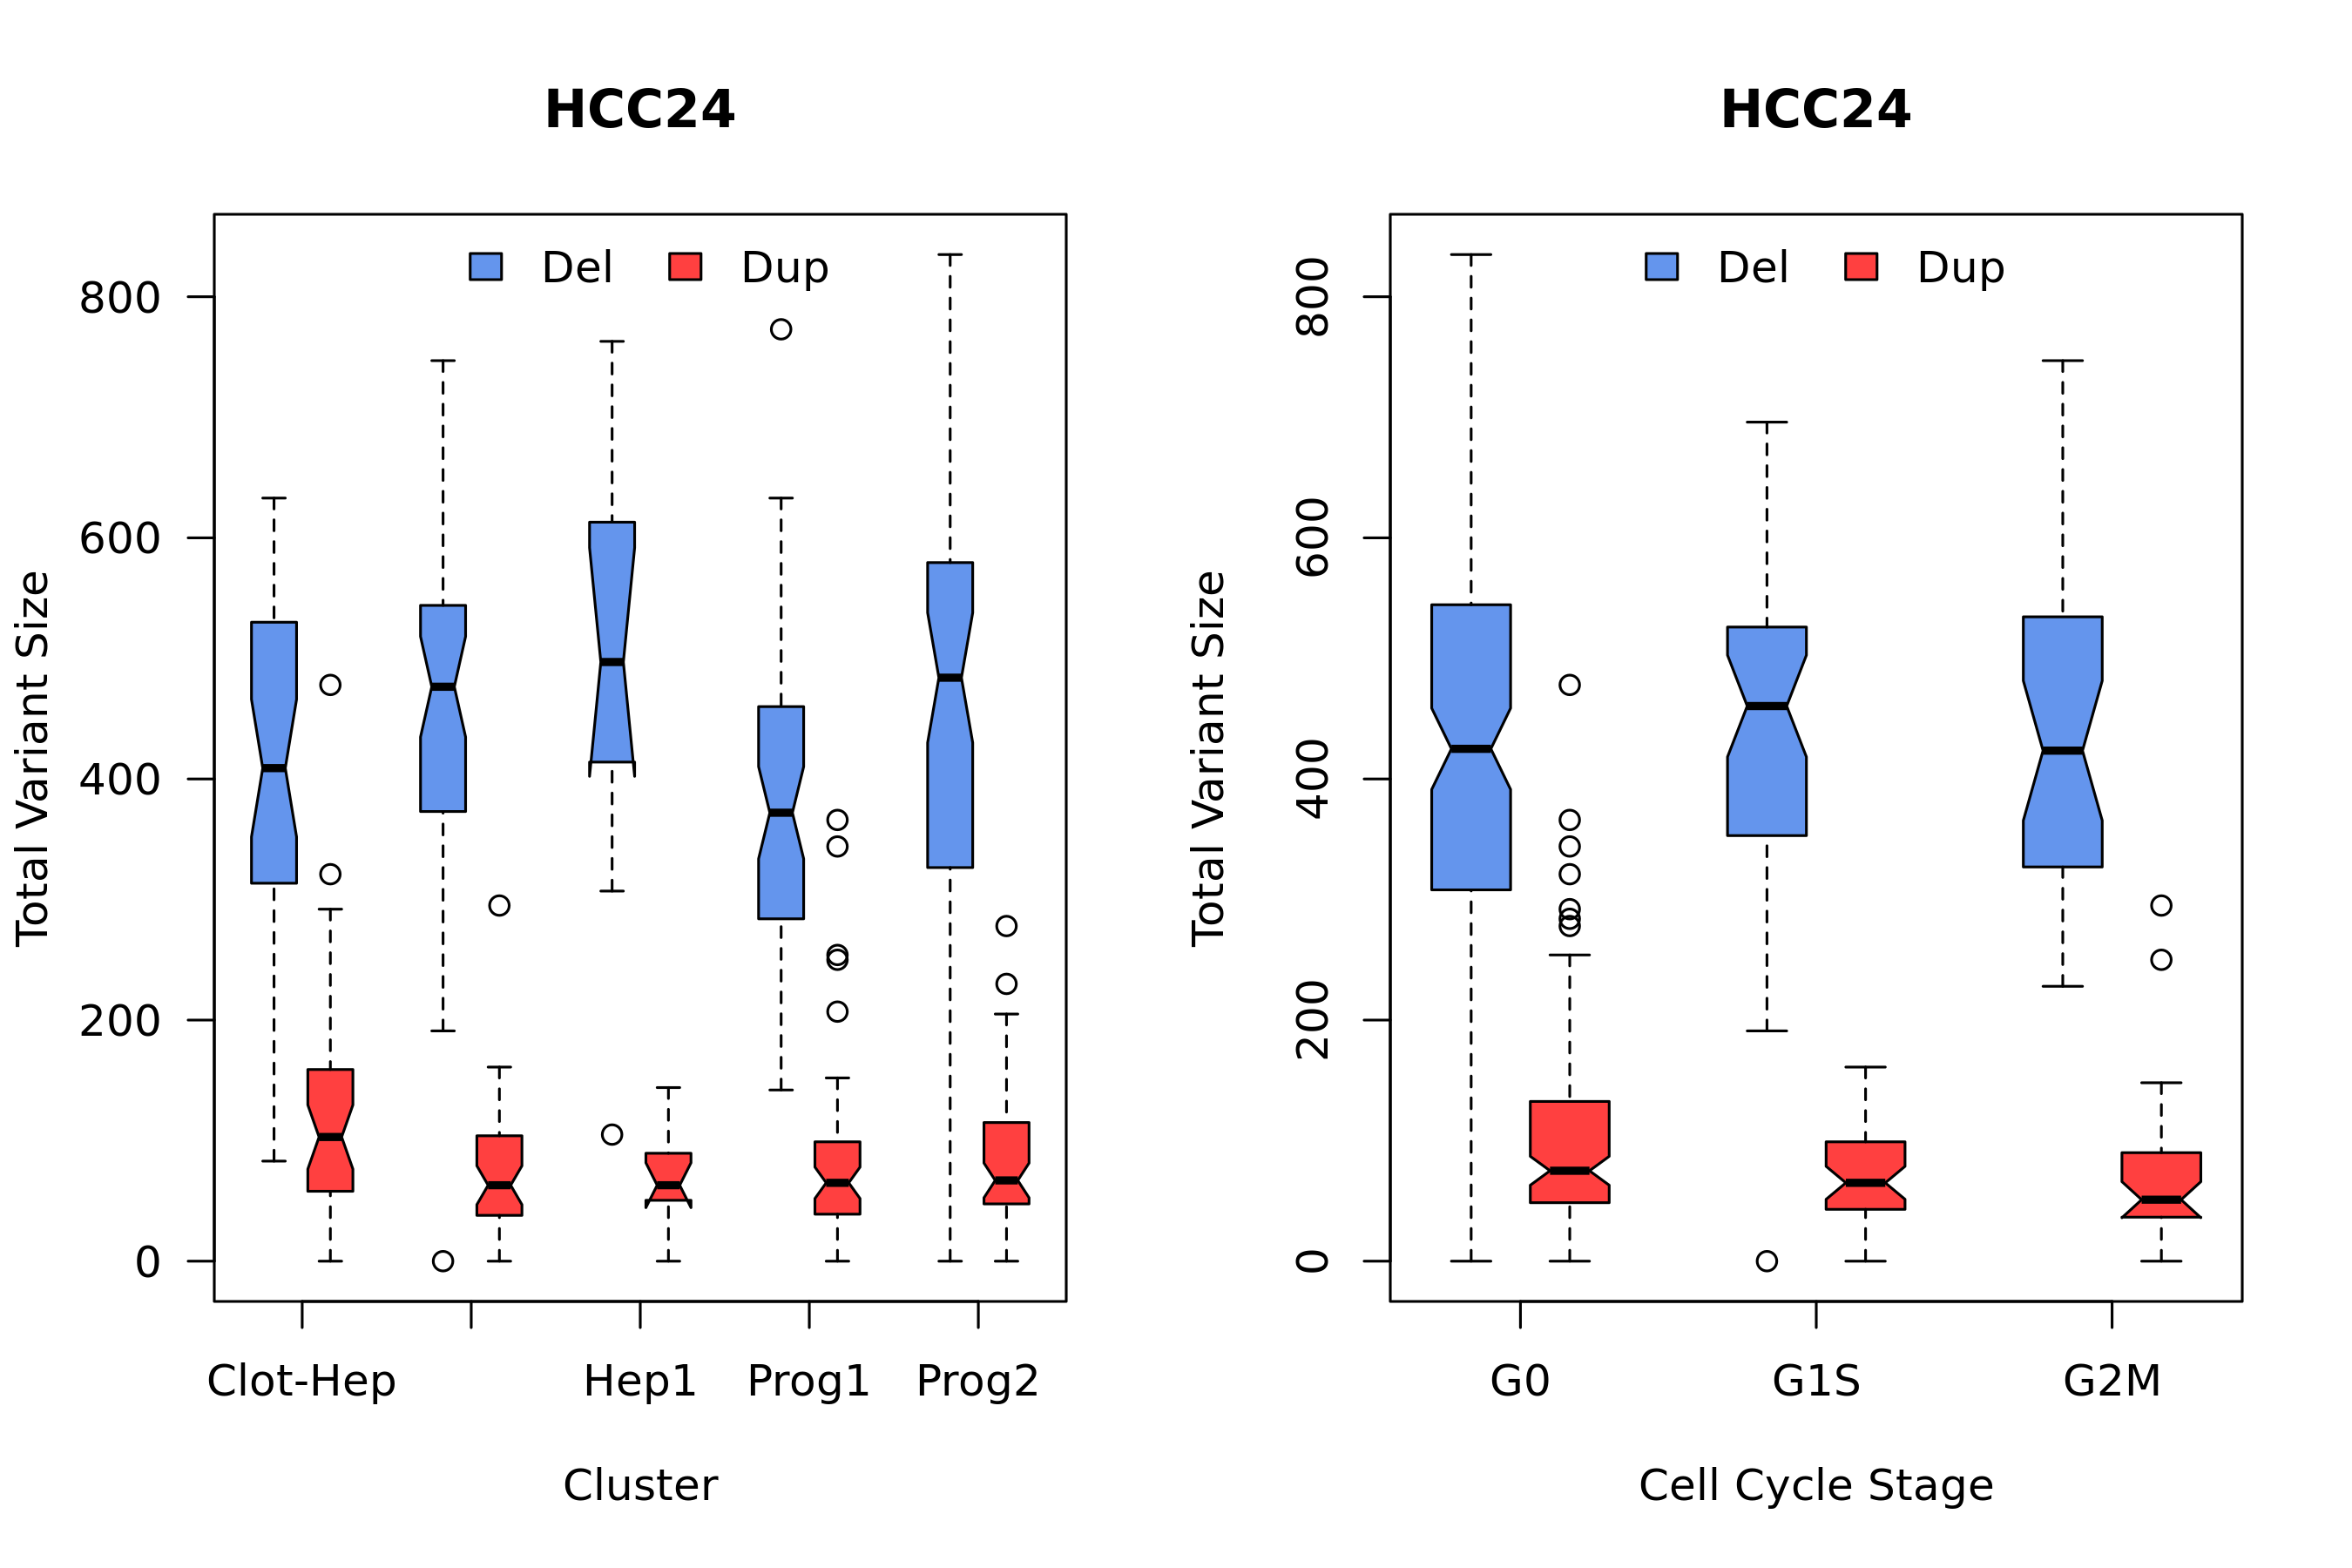 HCC24
Del Dup
800
600
400
200
0
Total Variant Size
Clot-Hep Hep1 Prog1 Prog2
Cluster
HCC24
Del Dup
800
600
400
200
0
Total Variant Size
G0 G1S G2M
Cell Cycle Stage